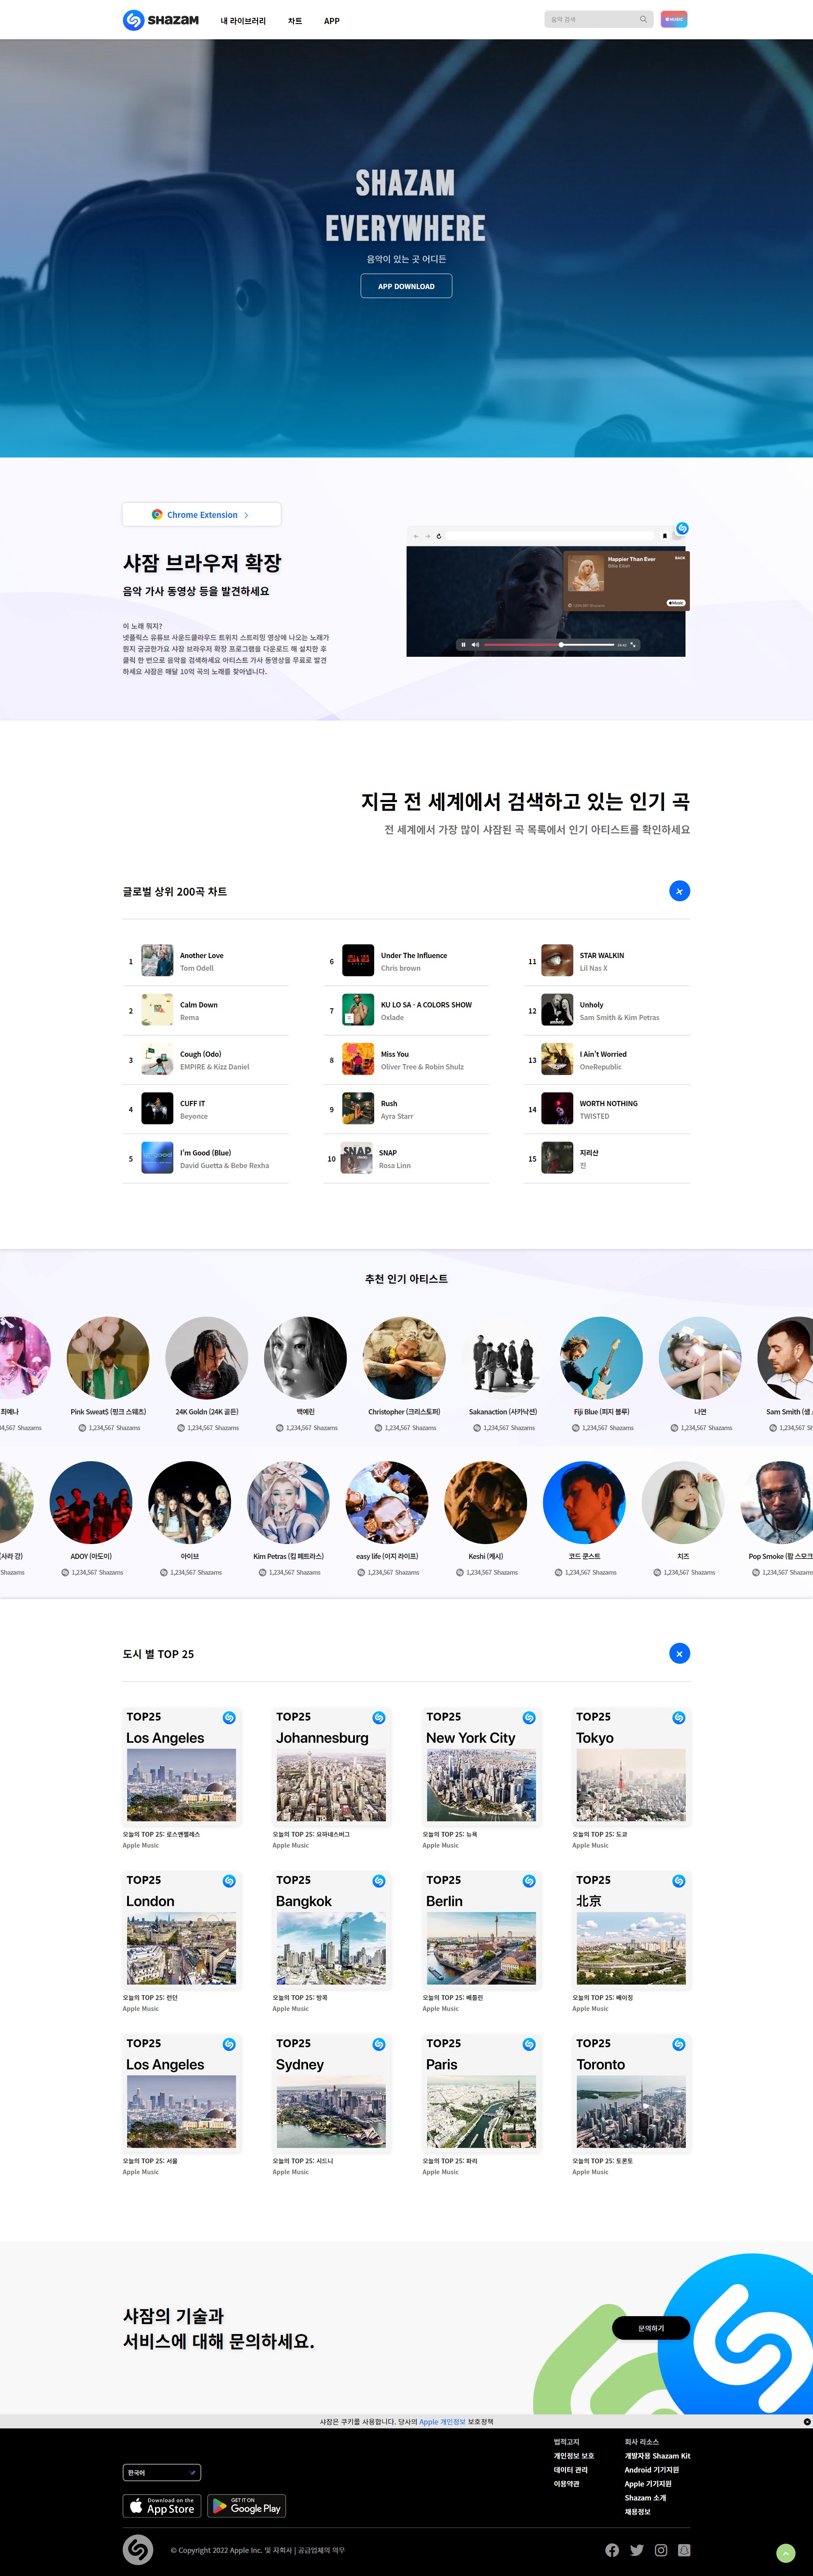 SHAZAM
내 라이브러리
차트
APP
음악 검색
MUSIC
SHAZAM
EVERYWHERE
음악이 있는 곳 어디든
APP DOWNLOAD
Chrome Extension
샤잠 브라우저 확장
음악 가사 동영상 등을 발견하세요
이 노래 뭐지?
넷플릭스 유튜브 사운드클라우드 트위치 스트리밍 영상에 나오는 노래가
뭔지 궁금한가요 샤잠 브라우저 확장 프로그램을 다운로드 해 설치한 후
클릭 한 번으로 음악을 검색하세요 아티스트 가사 동영상을 무료로 발견
하세요 샤잠은 매달 10억 곡의 노래를 찾아냅니다.
Happier Than Ever
Billie Eilish
BACK
Music
지금 전 세계에서 검색하고 있는 인기 곡
전 세계에서 가장 많이 샤잠된 곡 목록에서 인기 아티스트를 확인하세요
글로벌 상위 200곡 차트
1
Another Love
Tom Odell
2
Calm Down
Rema
3
Cough (Odo)
EMPIRE & Kizz Daniel
4
CUFF IT
Beyonce
5
I'm Good (Blue)
David Guetta & Bebe Rexha
6
Under The Influence
Chris brown
7
KU LO SA - A COLORS SHOW
Oxlade
8
Miss You
Oliver Tree & Robin Shulz
9
Rush
Ayra Starr
10
SNAP
SNAP
Rosa Linn
11
STAR WALKIN
Lil Nas X
12
Unholy
Sam Smith & Kim Petras
13
I Ain't Worried
OneRepublic
14
WORTH NOTHING
TWISTED
15
지리산
진
추천 인기 아티스트
최예나
Pink Sweat$ (핑크 스웨츠)
24K Goldn (24K 골든)
백예린
Christopher (크리스토퍼)
Sakanaction (사카낙션)
Fiji Blue (피지 블루)
나연
Sam Smith (샘
34,567 Shazams
1,234,567 Shazams
1,234,567 Shazams
1,234,567 Shazams
1,234,567 Shazams
1,234,567 Shazams
1,234,567 Shazams
1,234,567 Shazams
1,234,567 Sh
(사라 강)
ADOY (아도이)
아이브
Kim Petras (킴 페트라스)
easy life (이지 라이프)
Keshi (케시)
코드 쿤스트
치즈
Pop Smoke (팝 스모크
Shazams
1,234,567 Shazams
1,234,567 Shazams
1,234,567 Shazams
1,234,567 Shazams
1,234,567 Shazams
1,234,567 Shazams
1,234,567 Shazams
1,234,567 Shazams
도시 별 TOP 25
TOP25
Los Angeles
오늘의 TOP 25: 로스앤젤레스
Apple Music
TOP25
Johannesburg
오늘의 TOP 25: 요하네스버그
Apple Music
TOP25
New York City
오늘의 TOP 25: 뉴욕
Apple Music
TOP25
Tokyo
오늘의 TOP 25: 도쿄
Apple Music
TOP25
London
오늘의 TOP 25: 런던
Apple Music
TOP25
Bangkok
오늘의 TOP 25: 방콕
Apple Music
TOP25
Berlin
오늘의 TOP 25: 베를린
Apple Music
TOP25
北京
오늘의 TOP 25: 베이징
Apple Music
TOP25
Los Angeles
오늘의 TOP 25: 서울
Apple Music
TOP25
Sydney
오늘의 TOP 25: 시드니
Apple Music
TOP25
Paris
오늘의 TOP 25: 파리
Apple Music
TOP25
Toronto
오늘의 TOP 25: 토론토
Apple Music
샤잠의 기술과
서비스에 대해 문의하세요.
문의하기
샤잠은 쿠키를 사용합니다. 당사의 Apple 개인정보 보호정책
법적고지
개인정보 보호
데이터 관리
이용약관
회사 리소스
개발자용 Shazam Kit
Android 기기지원
Apple 기기지원
Shazam 소개
채용정보
한국어
Download on the
App Store
GET IT ON
Google Play
© Copyright 2022 Apple Inc. 및 자회사 | 공급업체의 의무